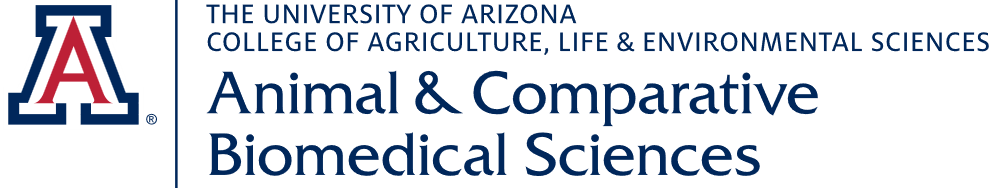 A®
THE UNIVERSITY OF ARIZONA
COLLEGE OF AGRICULTURE, LIFE & ENVIRONMENTAL SCIENCES
Animal & Comparative
Biomedical Sciences